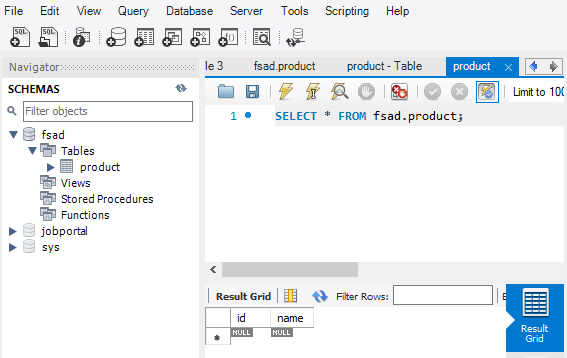 File Edit View Query Database Server Tools Scripting Help
SQL SQL
Navigator
le 3 fsad.product product - Table product ×
SCHEMAS
Limit to 100
Filter objects
1 SELECT * FROM fsad.product;
fsad
Tables
product
Views
Stored Procedures
Functions
jobportal
sys
Result Grid Filter Rows:
id name
NULL NULL
Result
Grid